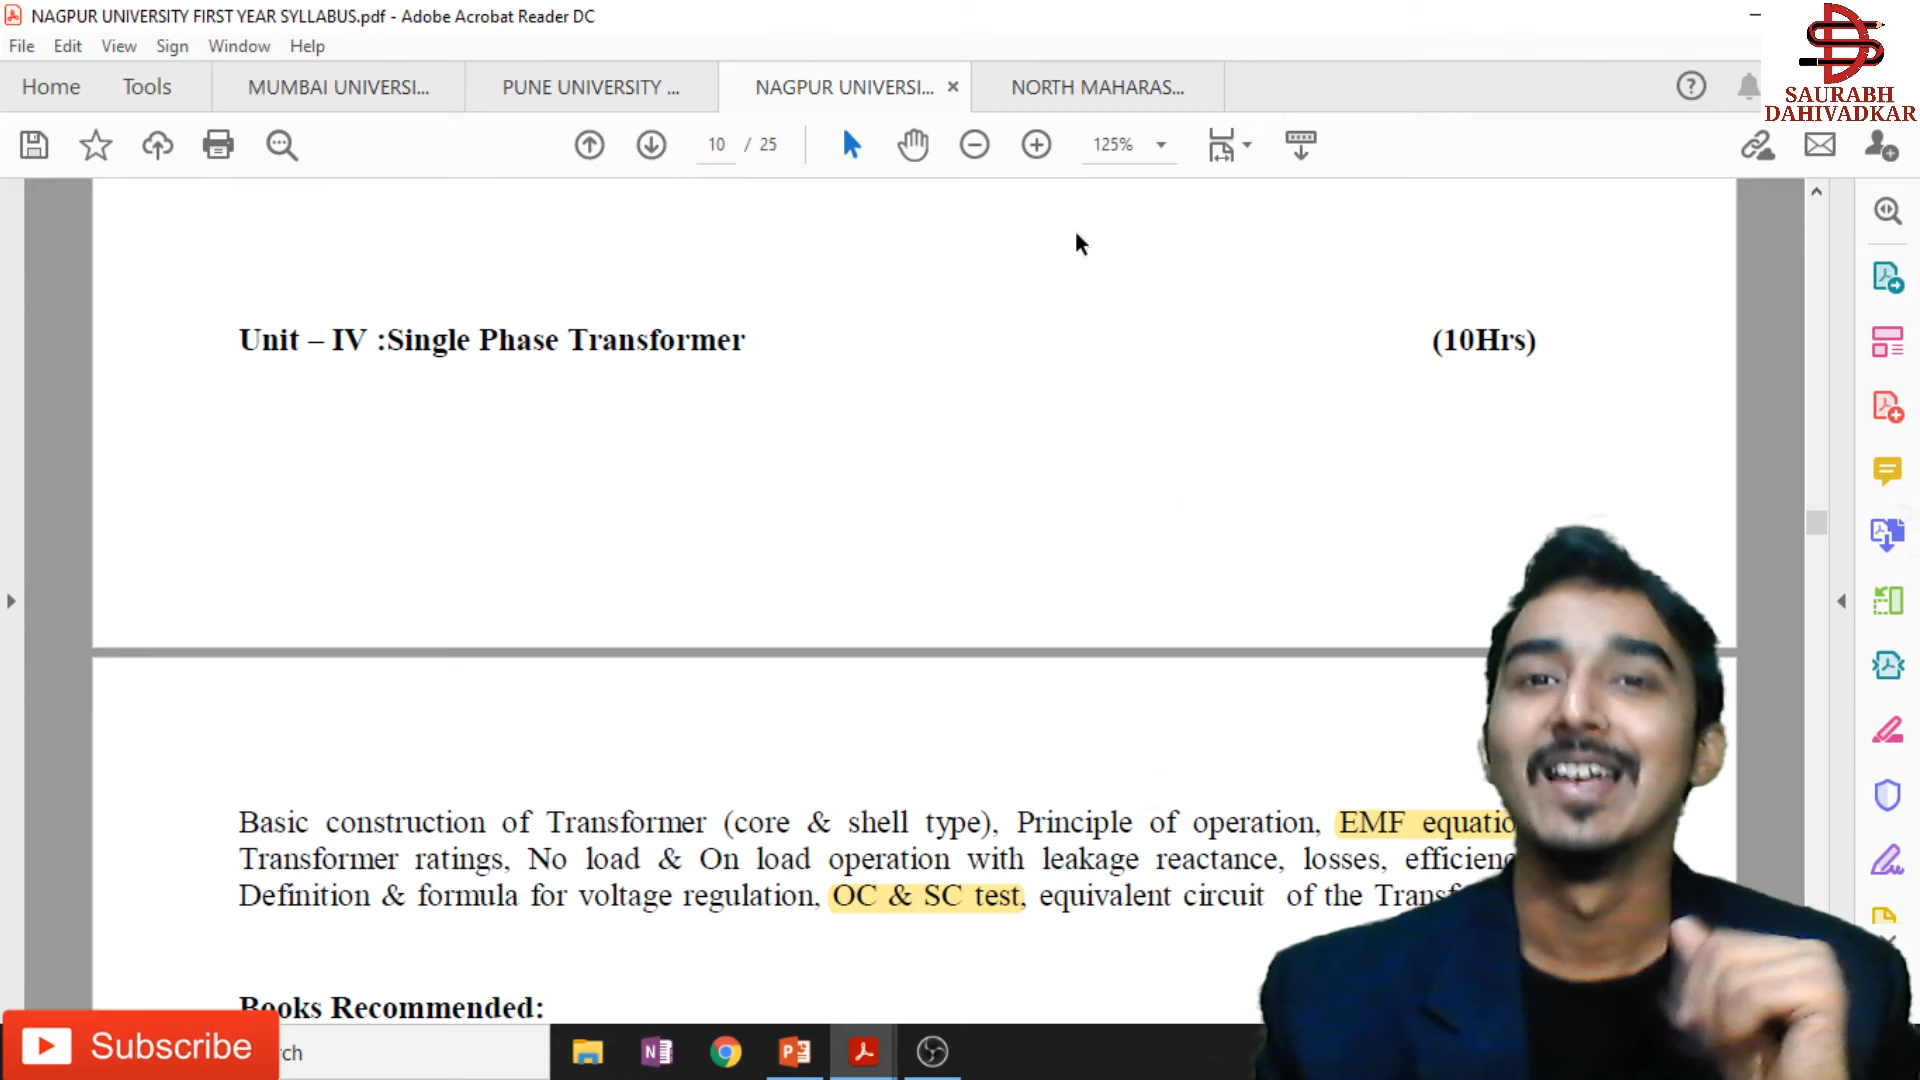 NAGPUR UNIVERSITY FIRST YEAR SYLLABUS.pdf - Adobe Acrobat Reader DC
File Edit View Sign Window Help
Home Tools MUMBAI UNIVERSI... PUNE UNIVERSITY ... NAGPUR UNIVERSI... × NORTH MAHARAS...
SAURABH
DAHIVADKAR
10 / 25 125%
Unit – IV :Single Phase Transformer (10Hrs)
Basic construction of Transformer (core & shell type), Principle of operation, EMF equatio
Transformer ratings, No load & On load operation with leakage reactance, losses, efficienc
Definition & formula for voltage regulation, OC & SC test, equivalent circuit of the Trans
Books Recommended:
Subscribe
rch